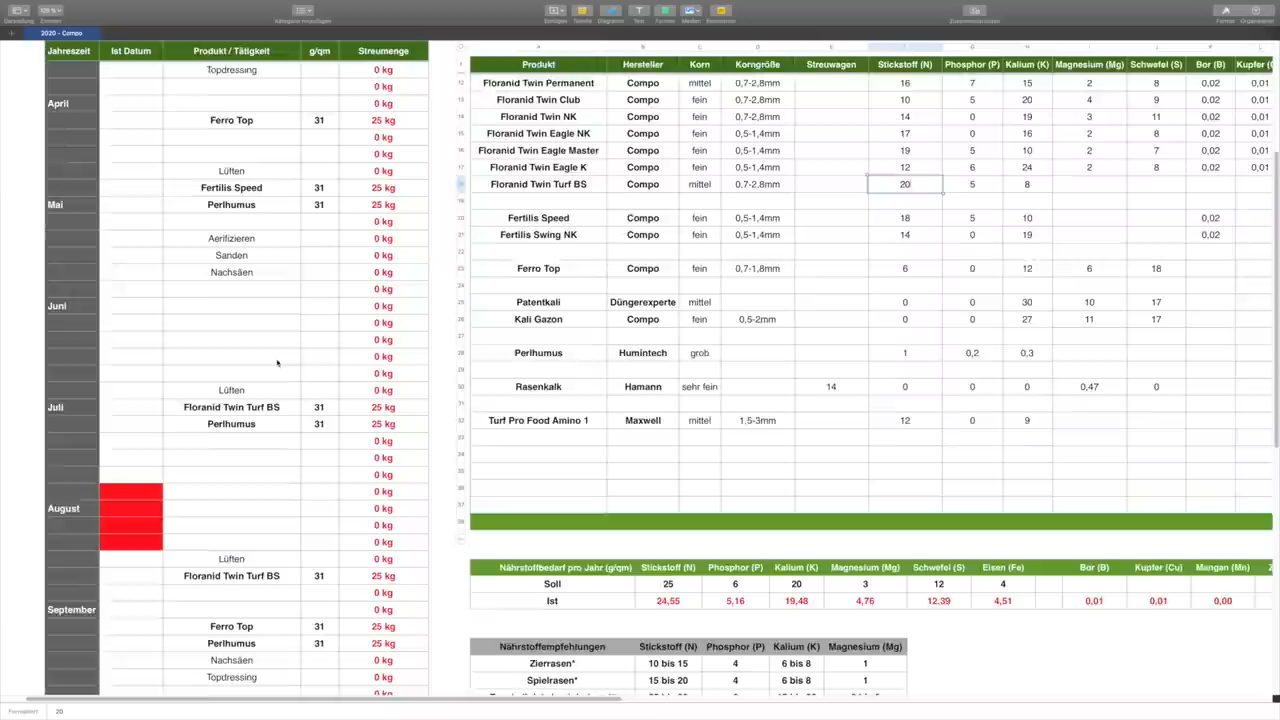 129 %
Darstellung Zoomen Kategorie hinzufügen Einfügen Tabelle Diagramm Text Formen Medien Kommentar Zusammenarbeiten Format Organisieren
2020 - Compo
Jahreszeit Ist Datum Produkt / Tätigkeit g/qm Streumenge
Topdressing 0 kg
0 kg
April 0 kg
Ferro Top 31 25 kg
0 kg
0 kg
Lüften 0 kg
Fertilis Speed 31 25 kg
Mai Perlhumus 31 25 kg
0 kg
Aerifizieren 0 kg
Sanden 0 kg
Nachsäen 0 kg
0 kg
Juni 0 kg
0 kg
0 kg
0 kg
0 kg
Lüften 0 kg
Juli Floranid Twin Turf BS 31 25 kg
Perlhumus 31 25 kg
0 kg
0 kg
0 kg
0 kg
August 0 kg
0 kg
0 kg
Lüften 0 kg
Floranid Twin Turf BS 31 25 kg
0 kg
September 0 kg
Ferro Top 31 25 kg
Perlhumus 31 25 kg
Nachsäen 0 kg
Topdressing 0 kg
0 kg
Produkt Hersteller Korn Korngröße Streuwagen Stickstoff (N) Phosphor (P) Kalium (K) Magnesium (Mg) Schwefel (S) Bor (B) Kupfer (C
Floranid Twin Permanent Compo mittel 0,7-2,8mm 16 7 15 2 8 0,02 0,01
Floranid Twin Club Compo fein 0,7-2,8mm 10 5 20 4 9 0,02 0,01
Floranid Twin NK Compo fein 0,7-2,8mm 14 0 19 3 11 0,02 0,01
Floranid Twin Eagle NK Compo fein 0,5-1,4mm 17 0 16 2 8 0,02 0,01
Floranid Twin Eagle Master Compo fein 0,5-1,4mm 19 5 10 2 7 0,02 0,01
Floranid Twin Eagle K Compo fein 0,5-1,4mm 12 6 24 2 8 0,02 0,01
Floranid Twin Turf BS Compo mittel 0,7-2,8mm 20 5 8
Fertilis Speed Compo fein 0,5-1,4mm 18 5 10 0,02
Fertilis Swing NK Compo fein 0,5-1,4mm 14 0 19 0,02
Ferro Top Compo fein 0,7-1,8mm 6 0 12 6 18
Patentkali Düngerexperte mittel 0 0 30 10 17
Kali Gazon Compo fein 0,5-2mm 0 0 27 11 17
Perlhumus Humintech grob 1 0,2 0,3
Rasenkalk Hamann sehr fein 14 0 0 0 0,47 0
Turf Pro Food Amino 1 Maxwell mittel 1,5-3mm 12 0 9
Nährstoffbedarf pro Jahr (g/qm) Stickstoff (N) Phosphor (P) Kalium (K) Magnesium (Mg) Schwefel (S) Eisen (Fe) Bor (B) Kupfer (Cu) Mangan (Mn) Z
Soll 25 6 20 3 12 4
Ist 24,55 5,16 19,48 4,76 12,39 4,51 0,01 0,01 0,00
Nährstoffempfehlungen Stickstoff (N) Phosphor (P) Kalium (K) Magnesium (Mg)
Zierrasen* 10 bis 15 4 6 bis 8 1
Spielrasen* 15 bis 20 4 6 bis 8 1
Formatiert 20